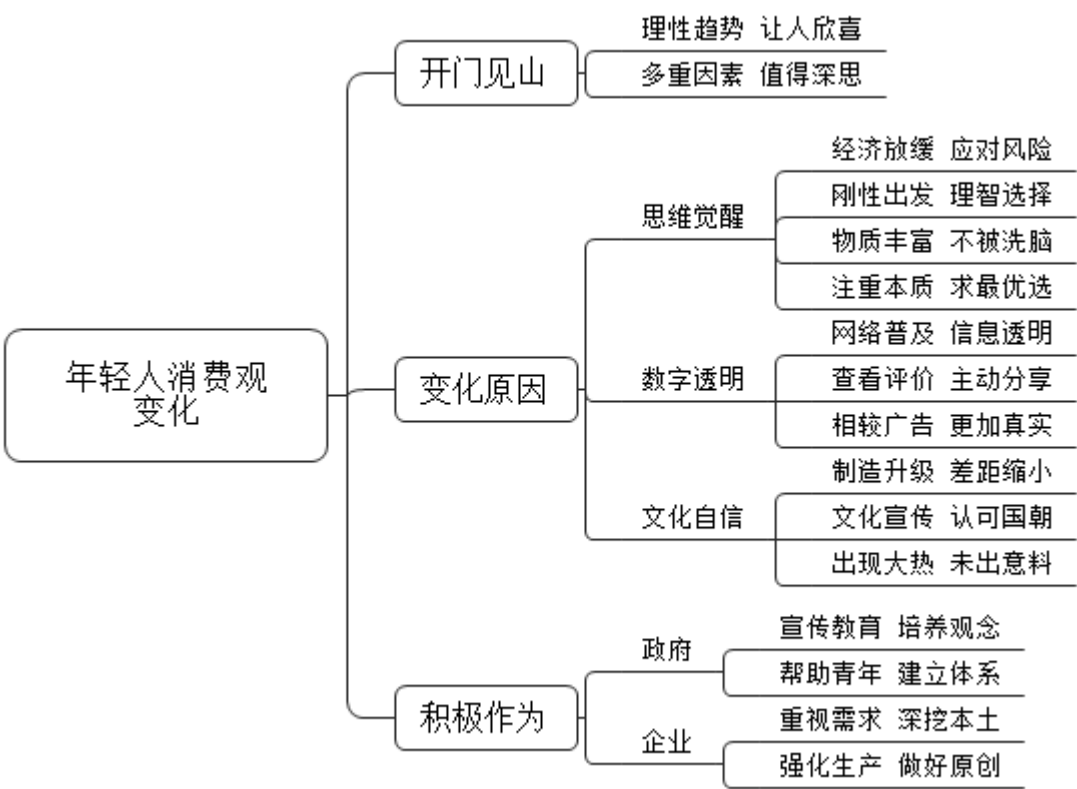 年轻人消费观
变化
开门见山
理性趋势 让人欣喜
多重因素 值得深思
变化原因
思维觉醒
经济放缓 应对风险
刚性出发 理智选择
物质丰富 不被洗脑
注重本质 求最优选
数字透明
网络普及 信息透明
查看评价 主动分享
相较广告 更加真实
文化自信
制造升级 差距缩小
文化宣传 认可国朝
出现大热 未出意料
积极作为
政府
宣传教育 培养观念
帮助青年 建立体系
企业
重视需求 深挖本土
强化生产 做好原创